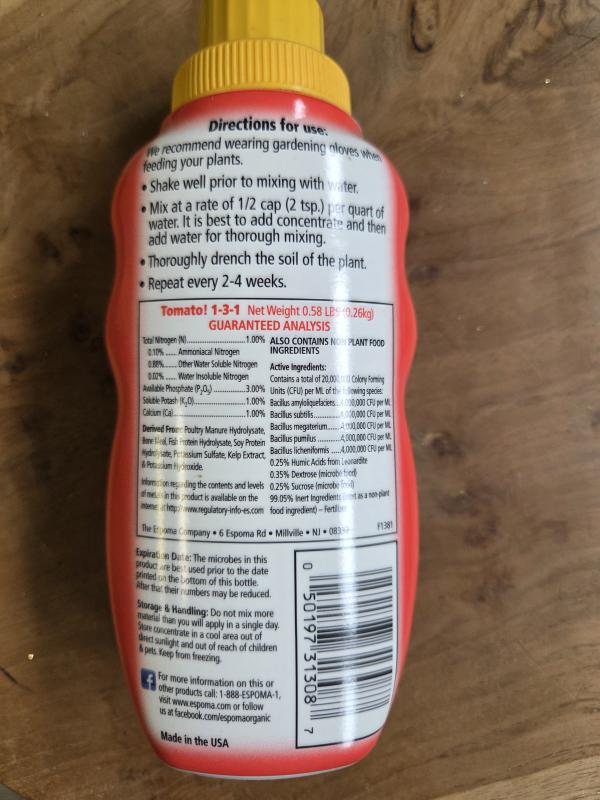 Directions for use:
We recommend wearing gardening gloves when
feeding your plants.
• Shake well prior to mixing with water.
• Mix at a rate of 1/2 cap (2 tsp.) per quart of
water. It is best to add concentrate and then
add water for thorough mixing.
• Thoroughly drench the soil of the plant.
• Repeat every 2-4 weeks.
Tomato! 1-3-1 Net Weight 0.58 LBS (0.26kg)
GUARANTEED ANALYSIS
Total Nitrogen (N)..........................1.00%
0.10% ...... Ammoniacal Nitrogen
0.88%...... Other Water Soluble Nitrogen
0.02% ...... Water Insoluble Nitrogen
Available Phosphate (P2O5) ............3.00%
Soluble Potash (K2O)......................1.00%
Calcium (Ca)..................................1.00%
Derived From: Poultry Manure Hydrolysate,
Bone Meal, Fish Protein Hydrolysate, Soy Protein
Hydrolysate, Potassium Sulfate, Kelp Extract,
& Potassium Hydroxide.
Information regarding the contents and levels
of metals in this product is available on the
internet at http://www.regulatory-info-es.com
ALSO CONTAINS NON PLANT FOOD
INGREDIENTS
Active Ingredients:
Contains a total of 20,000,000 Colony Forming
Units (CFU) per ML of the following species:
Bacillus amyloliquefaciens...4,000,000 CFU per ML
Bacillus subtilis..............4,000,000 CFU per ML
Bacillus megaterium.......4,000,000 CFU per ML
Bacillus pumilus ............4,000,000 CFU per ML
Bacillus licheniformis .....4,000,000 CFU per ML
0.25% Humic Acids from Leonardite
0.35% Dextrose (microbe food)
0.25% Sucrose (microbe food)
99.05% Inert Ingredients (inert as a non-plant
food ingredient) – Fertilizer
The Espoma Company • 6 Espoma Rd • Millville • NJ • 08332
F1381
Expiration Date: The microbes in this
product are best used prior to the date
printed on the bottom of this bottle.
After that their numbers may be reduced.
Storage & Handling: Do not mix more
material than you will apply in a single day.
Store concentrate in a cool area out of
direct sunlight and out of reach of children
& pets. Keep from freezing.
f
For more information on this or
other products call: 1-888-ESPOMA-1,
visit www.espoma.com or follow
us at facebook.com/espomaorganic
Made in the USA
0 50197 31308 7